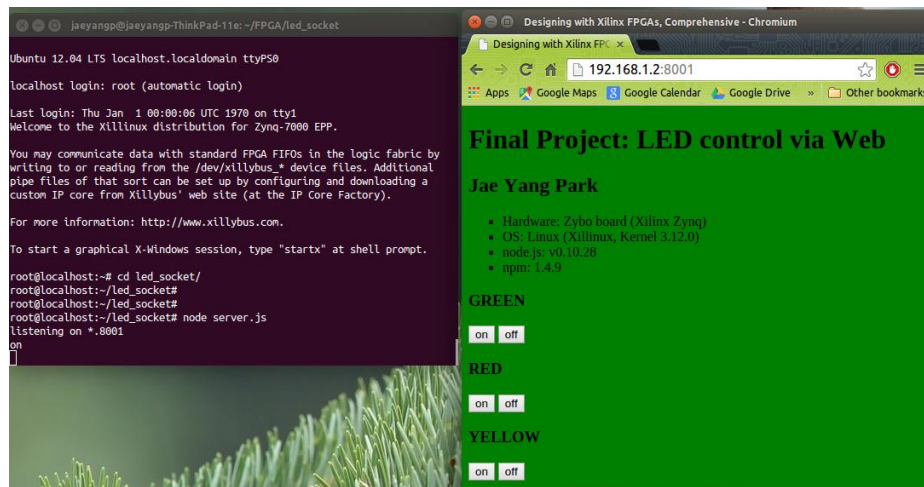 jaeyangp@jaeyangp-ThinkPad-11e: ~/FPGA/led_socket
Ubuntu 12.04 LTS localhost.localdomain ttyPS0
localhost login: root (automatic login)
Last login: Thu Jan 1 00:00:06 UTC 1970 on tty1
Welcome to the Xillinux distribution for Zynq-7000 EPP.
You may communicate data with standard FPGA FIFOs in the logic fabric by
writing to or reading from the /dev/xillybus_* device files. Additional
pipe files of that sort can be set up by configuring and downloading a
custom IP core from Xillybus' web site (at the IP Core Factory).
For more information: http://www.xillybus.com.
To start a graphical X-Windows session, type "startx" at shell prompt.
root@localhost:~# cd led_socket/
root@localhost:~/led_socket#
root@localhost:~/led_socket#
root@localhost:~/led_socket# node server.js
listening on *.8001
on
Designing with Xilinx FPGAs, Comprehensive - Chromium
Designing with Xilinx FPG
192.168.1.2:8001
Apps Google Maps Google Calendar Google Drive » Other bookmarks
Final Project: LED control via Web
Jae Yang Park
Hardware: Zybo board (Xilinx Zynq)
OS: Linux (Xillinux, Kernel 3.12.0)
node.js: v0.10.28
npm: 1.4.9
GREEN
on off
RED
on off
YELLOW
on off